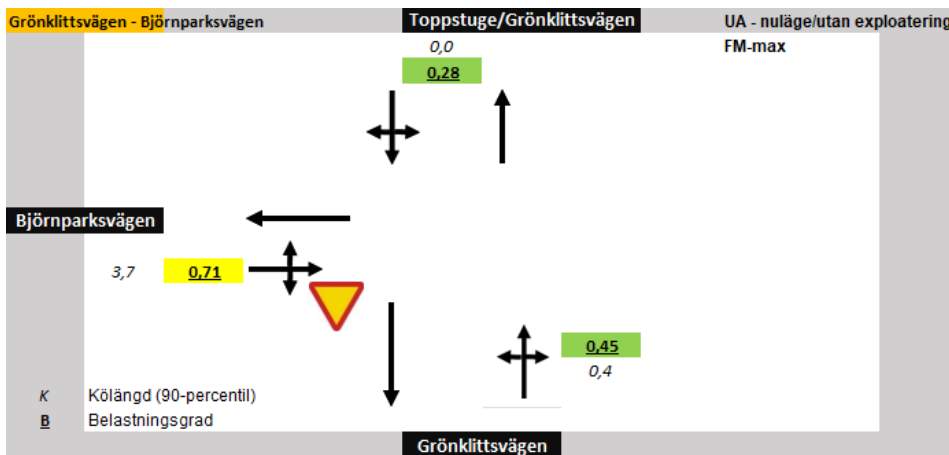 Grönklittsvägen - Björnparksvägen
Toppstuge/Grönklittsvägen
UA - nuläge/utan exploatering
FM-max
0,0
0,28
Björnparksvägen
3,7
0,71
0,45
0,4
K Kölängd (90-percentil)
B Belastningsgrad
Grönklittsvägen